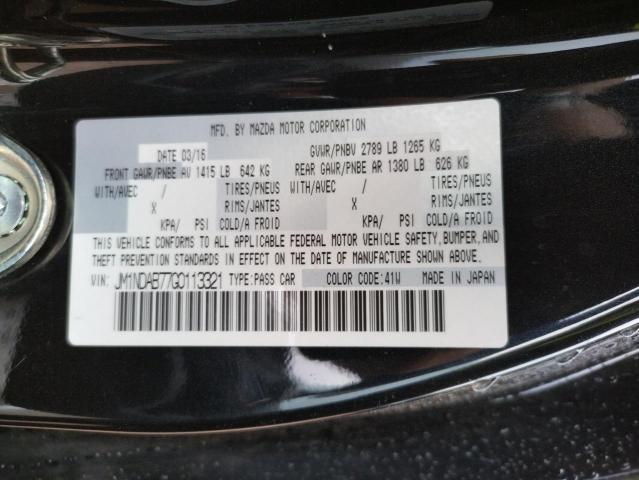 MFD. BY MAZDA MOTOR CORPORATION
DATE 03/16 GVWR/PNBV 2789 LB 1265 KG
FRONT GAWR/PNBE AV 1415 LB 642 KG REAR GAWR/PNBE AR 1380 LB 626 KG
WITH/AVEC / TIRES/PNEUS WITH/AVEC / TIRES/PNEUS
X RIMS/JANTES X RIMS/JANTES
KPA/ PSI COLD/A FROID KPA/ PSI COLD/A FROID
THIS VEHICLE CONFORMS TO ALL APPLICABLE FEDERAL MOTOR VEHICLE SAFETY, BUMPER, AND
THEFT PREVENTION STANDARDS IN EFFECT ON THE DATE OF MANUFACTURE SHOWN ABOVE.
VIN: JM1NDAB77G0113321 TYPE:PASS CAR COLOR CODE:41W MADE IN JAPAN